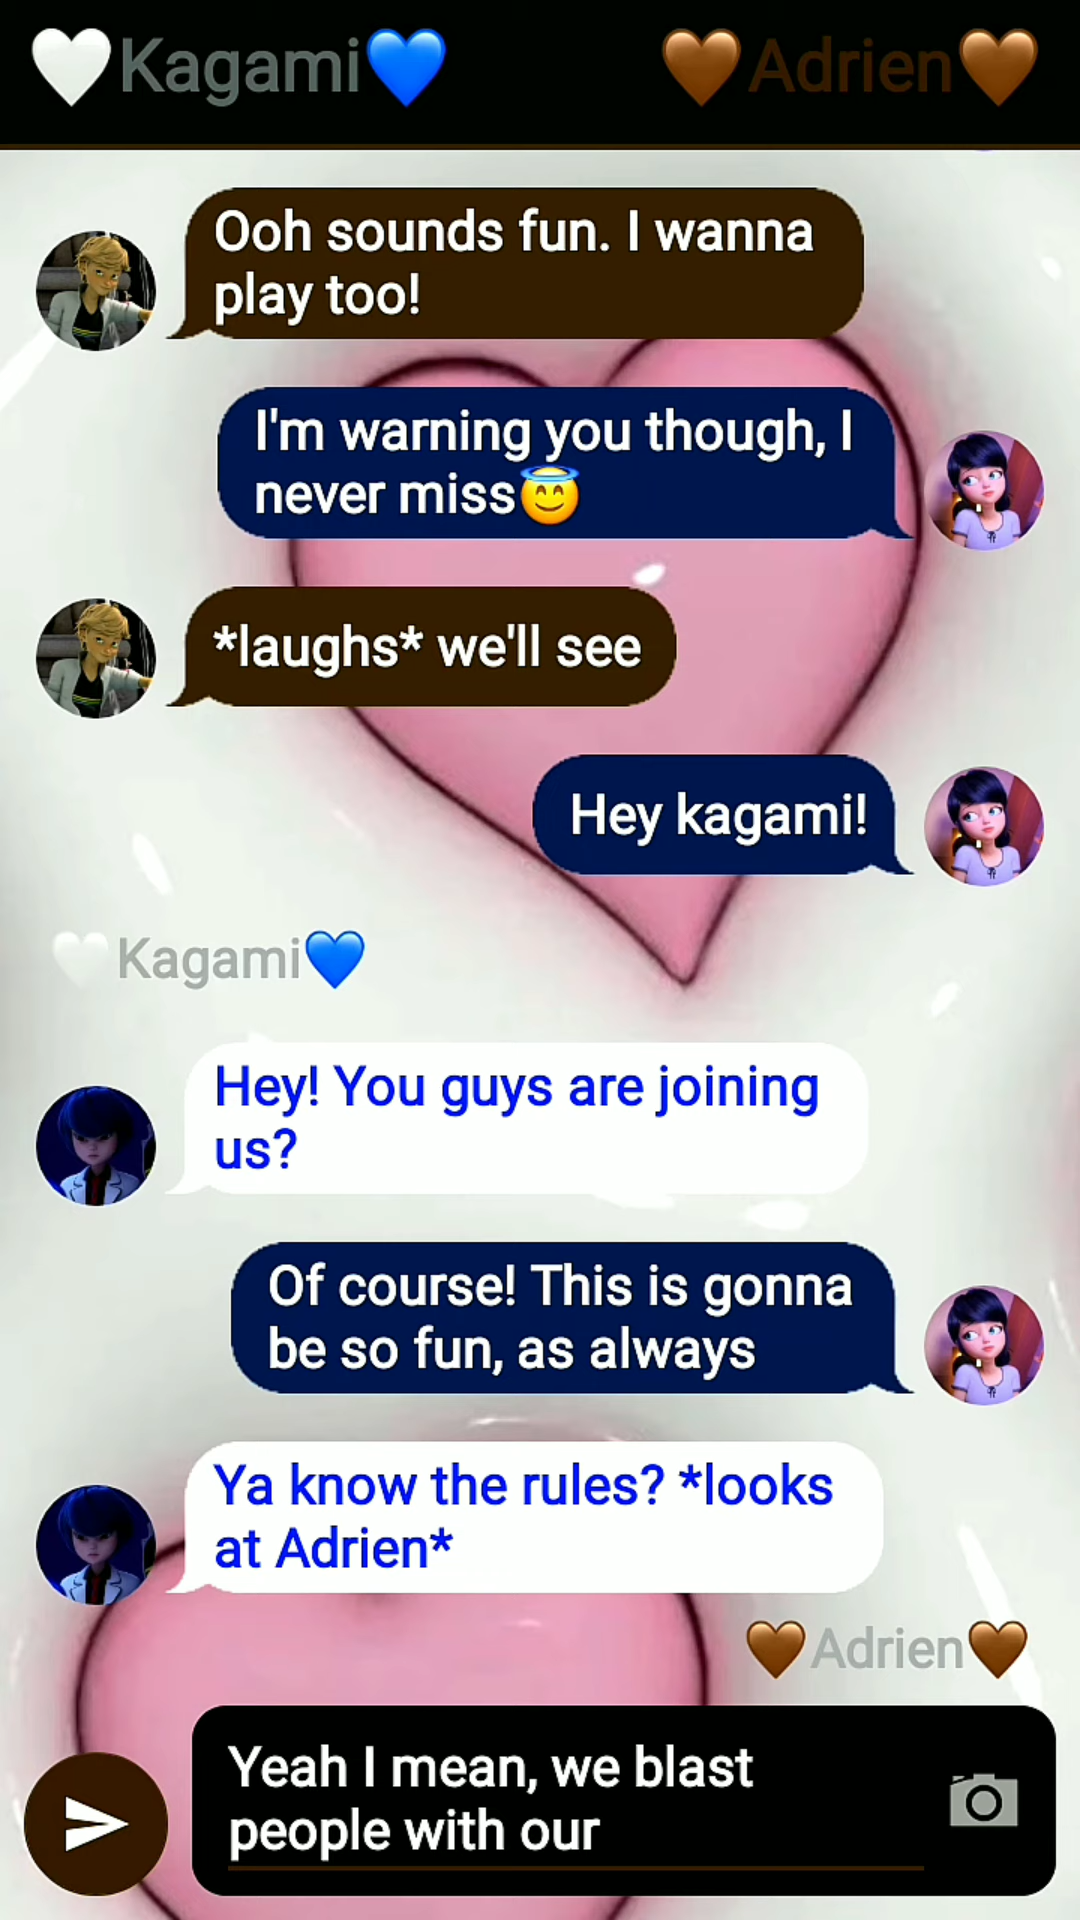 🤍Kagami💙 🤎Adrien🤎
Ooh sounds fun. I wanna
play too!
I'm warning you though, I
never miss😇
*laughs* we'll see
Hey kagami!
🤍Kagami💙
Hey! You guys are joining
us?
Of course! This is gonna
be so fun, as always
Ya know the rules? *looks
at Adrien*
🤎Adrien🤎
Yeah I mean, we blast
people with our